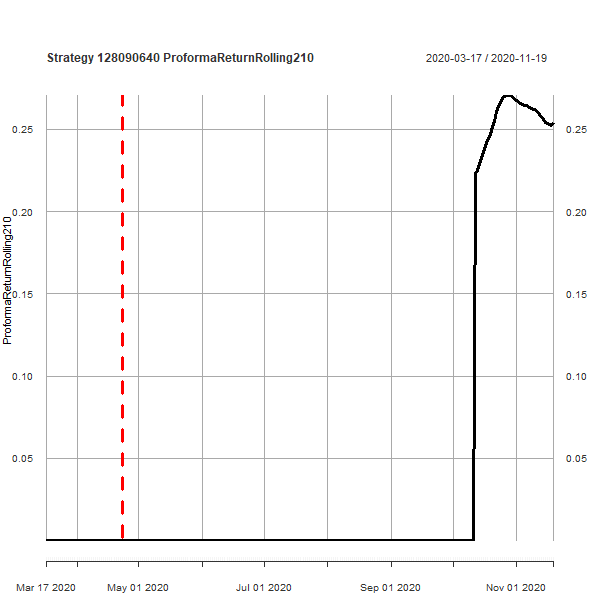 Strategy 128090640 ProformaReturnRolling210
2020-03-17 / 2020-11-19
ProformaReturnRolling210
0.25
0.20
0.15
0.10
0.05
0.25
0.20
0.15
0.10
0.05
Mar 17 2020
May 01 2020
Jul 01 2020
Sep 01 2020
Nov 01 2020